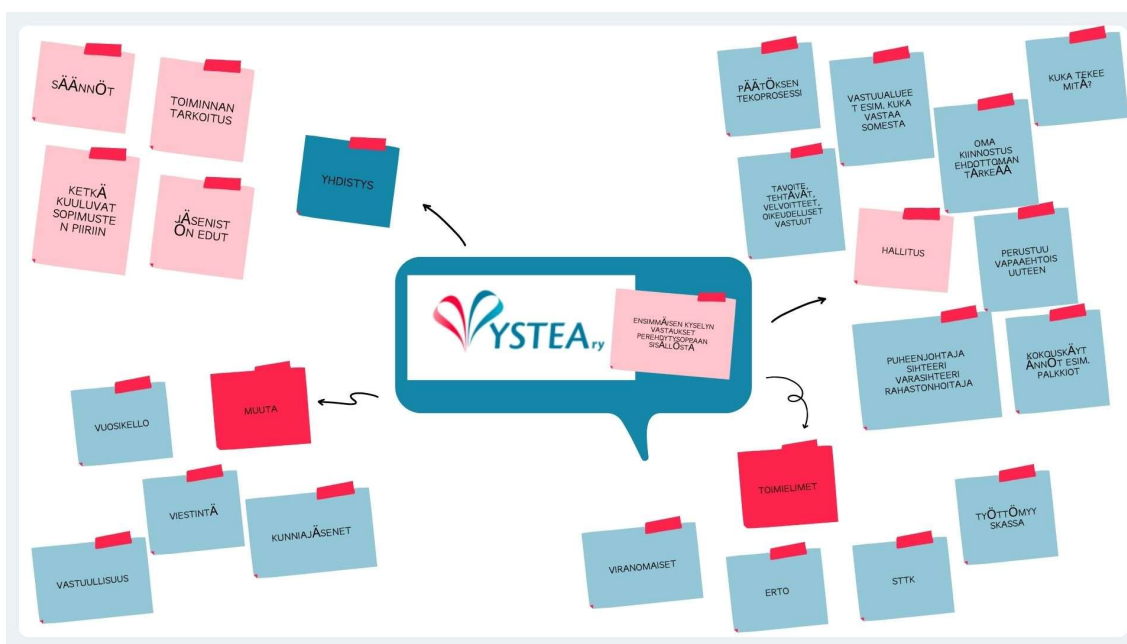 SÄÄNNÖT
TOIMINNAN
TARKOITUS
KETKÄ
KUULUVAT
SOPIMUSTE
N PIIRIIN
JÄSENIST
ÖN EDUT
YHDISTYS
PÄÄTÖKSEN
TEKOPROSESSI
VASTUUALUEE
T ESIM. KUKA
VASTAA
SOMESTA
KUKA TEKEE
MITÄ?
OMA
KIINNOSTUS
EHDOTTOMAN
TÄRKEÄÄ
TAVOITE,
TEHTÄVÄT,
VELVOITTEET,
OIKEUDELLISET
VASTUUT
HALLITUS
PERUSTUU
VAPAAEHTOIS
UUTEEN
PUHEENJOHTAJA
SIHTEERI
VARASIHTEERI
RAHASTONHOITAJA
KOKOUSKÄYT
ÄNNÖT ESIM.
PALKKIOT
YSTEA ry
ENSIMMÄISEN KYSELYN
VASTAUKSET
PEREHDYTYSOPPAAN
SISÄLLÖSTÄ
MUUTA
VUOSIKELLO
VIESTINTÄ
KUNNIAJÄSENET
VASTUULLISUUS
TOIMIELIMET
VIRANOMAISET
ERTO
STTK
TYÖTTÖMYY
SKASSA